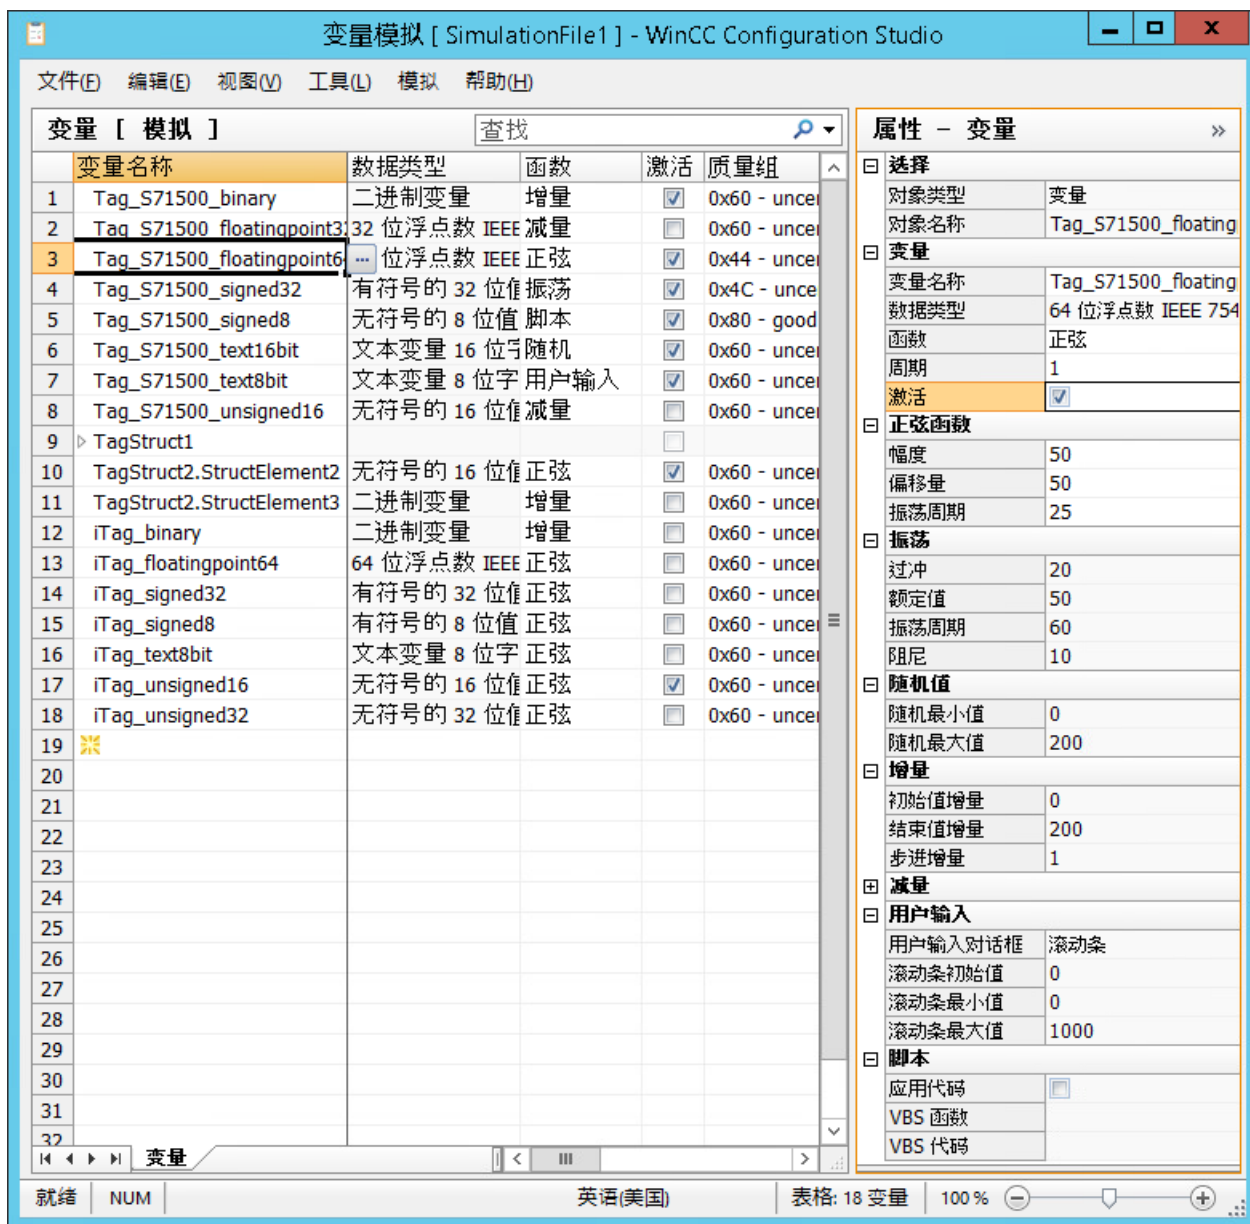 变量模拟 [ SimulationFile1 ] - WinCC Configuration Studio
文件(F) 编辑(E) 视图(V) 工具(L) 模拟 帮助(H)
变量 [ 模拟 ] 查找
变量名称 数据类型 函数 激活 质量组
1 Tag_S71500_binary 二进制变量 增量 0x60 - uncer
2 Tag_S71500_floatingpoint32 32 位浮点数 IEEE 减量 0x60 - uncer
3 Tag_S71500_floatingpoint6 ... 位浮点数 IEEE 正弦 0x44 - uncer
4 Tag_S71500_signed32 有符号的 32 位值 振荡 0x4C - unce
5 Tag_S71500_signed8 无符号的 8 位值 脚本 0x80 - good
6 Tag_S71500_text16bit 文本变量 16 位字 随机 0x60 - uncer
7 Tag_S71500_text8bit 文本变量 8 位字 用户输入 0x60 - uncer
8 Tag_S71500_unsigned16 无符号的 16 位值 减量 0x60 - uncer
9 TagStruct1
10 TagStruct2.StructElement2 无符号的 16 位值 正弦 0x60 - uncer
11 TagStruct2.StructElement3 二进制变量 增量 0x60 - uncer
12 iTag_binary 二进制变量 增量 0x60 - uncer
13 iTag_floatingpoint64 64 位浮点数 IEEE 正弦 0x60 - uncer
14 iTag_signed32 有符号的 32 位值 正弦 0x60 - uncer
15 iTag_signed8 有符号的 8 位值 正弦 0x60 - uncer
16 iTag_text8bit 文本变量 8 位字 正弦 0x60 - uncer
17 iTag_unsigned16 无符号的 16 位值 正弦 0x60 - uncer
18 iTag_unsigned32 无符号的 32 位值 正弦 0x60 - uncer
19
20
21
22
23
24
25
26
27
28
29
30
31
32
变量
属性 - 变量 »
选择
对象类型 变量
对象名称 Tag_S71500_floating
变量
变量名称 Tag_S71500_floating
数据类型 64 位浮点数 IEEE 754
函数 正弦
周期 1
激活
正弦函数
幅度 50
偏移量 50
振荡周期 25
振荡
过冲 20
额定值 50
振荡周期 60
阻尼 10
随机值
随机最小值 0
随机最大值 200
增量
初始值增量 0
结束值增量 200
步进增量 1
减量
用户输入
用户输入对话框 滚动条
滚动条初始值 0
滚动条最小值 0
滚动条最大值 1000
脚本
应用代码
VBS 函数
VBS 代码
就绪 NUM 英语(美国) 表格: 18 变量 100 %